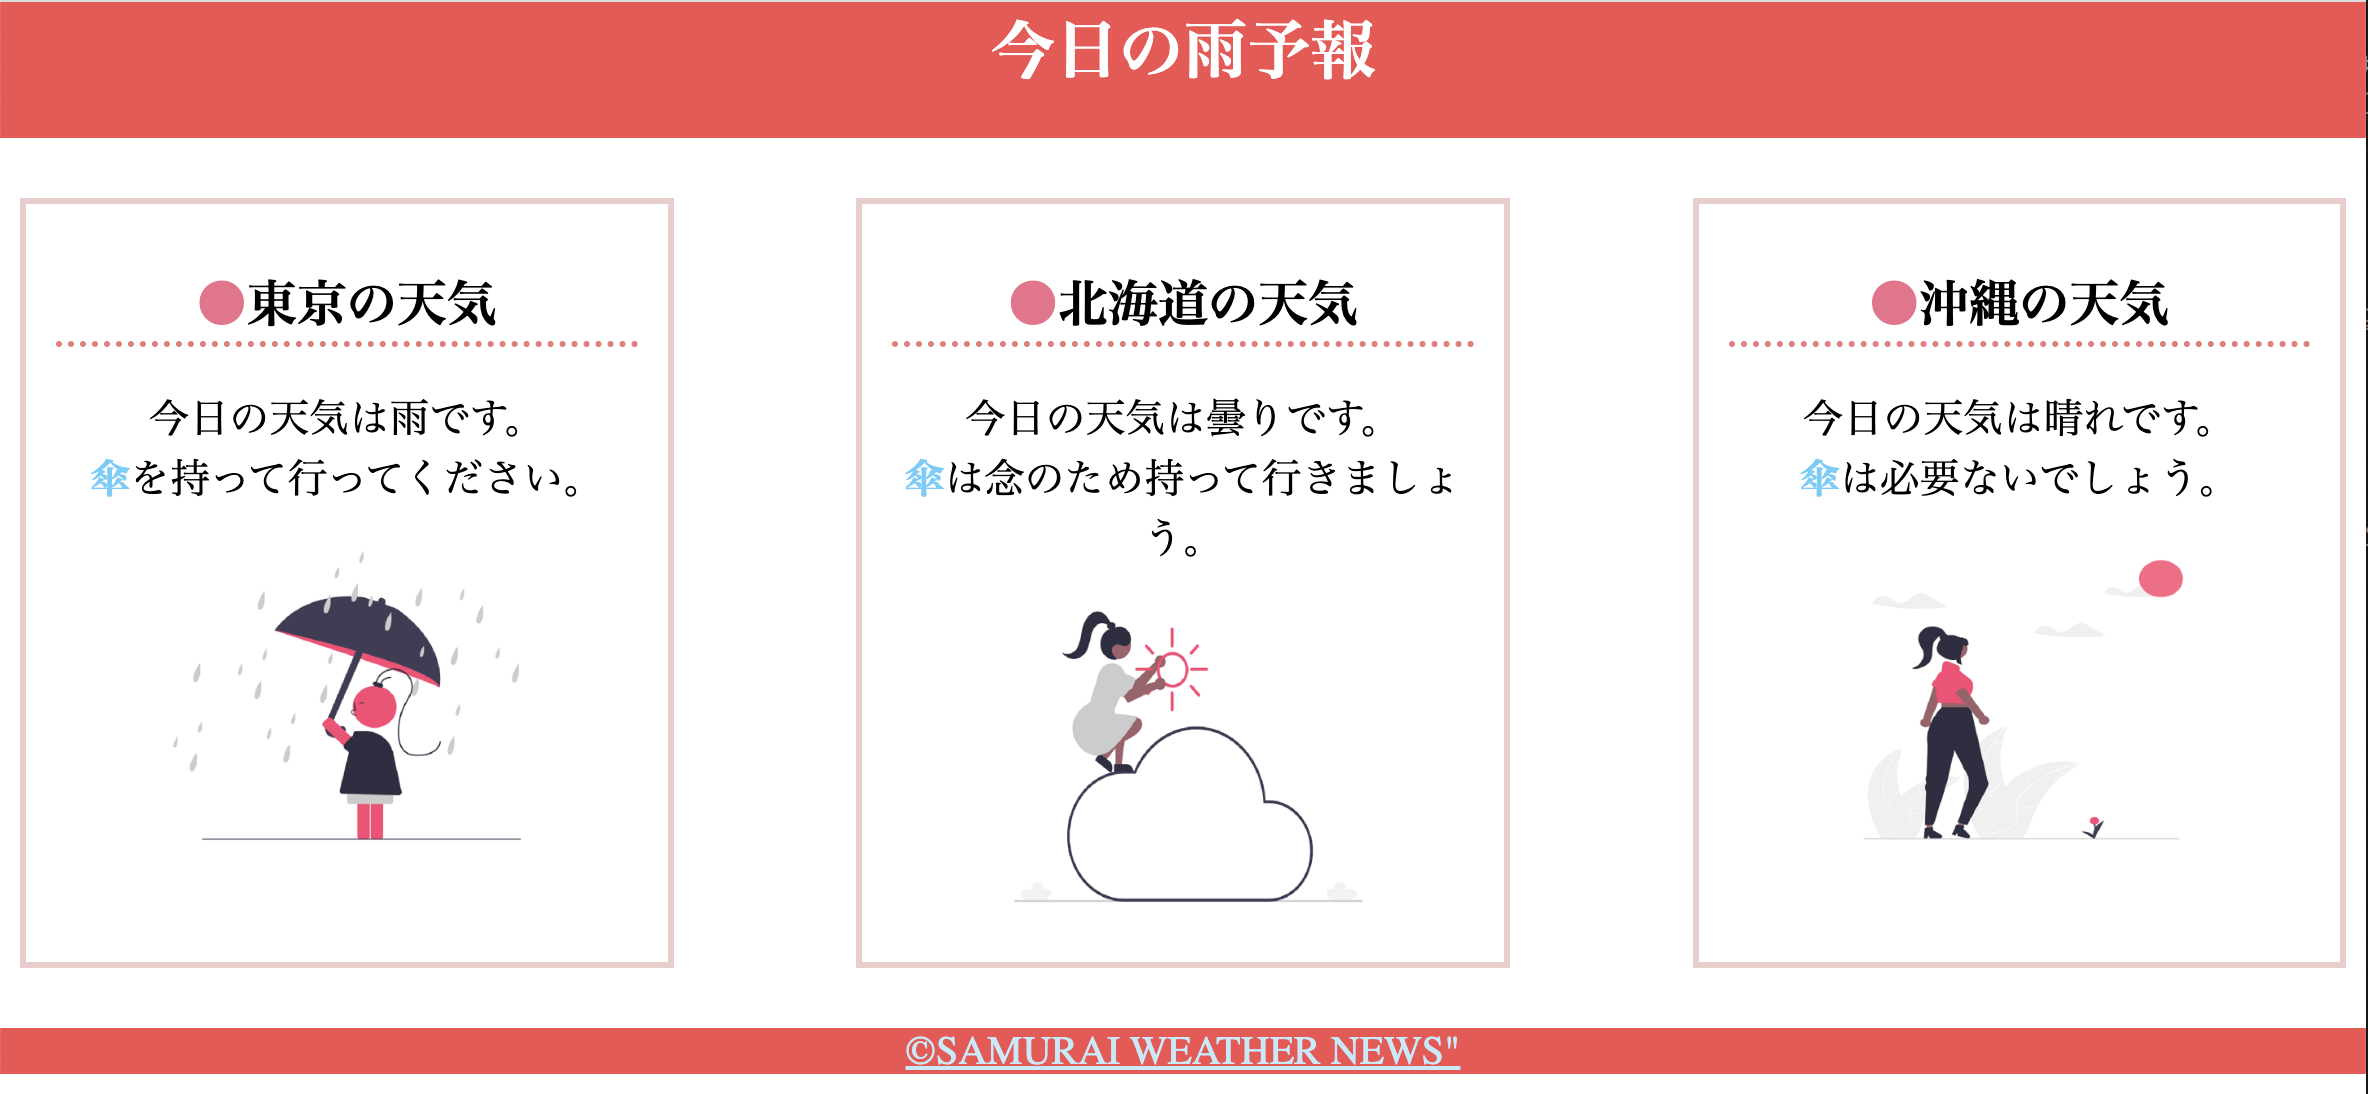 今日の雨予報
●東京の天気
今日の天気は雨です。
傘を持って行ってください。
●北海道の天気
今日の天気は曇りです。
傘は念のため持って行きましょ
う。
●沖縄の天気
今日の天気は晴れです。
傘は必要ないでしょう。
©SAMURAI WEATHER NEWS"